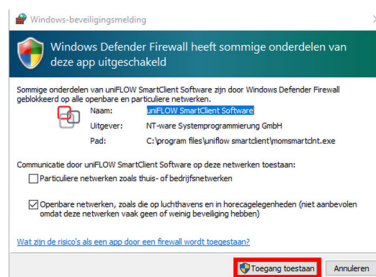 Windows-beveiligingsmelding
Windows Defender Firewall heeft sommige onderdelen van
deze app uitgeschakeld
Sommige onderdelen van uniFLOW SmartClient Software zijn door Windows Defender Firewall
geblokkeerd op alle openbare en particuliere netwerken.
Naam: uniFLOW SmartClient Software
Uitgever: NT-ware Systemprogrammierung GmbH
Pad: C:\program files\uniflow smartclient\momsmartclnt.exe
Communicatie door uniFLOW SmartClient Software op deze netwerken toestaan:
Particuliere netwerken zoals thuis- of bedrijfsnetwerken
Openbare netwerken, zoals die op luchthavens en in horecagelegenheden (niet aanbevolen
omdat deze netwerken vaak geen of weinig beveiliging hebben)
Wat zijn de risico's als een app door een firewall wordt toegestaan?
Toegang toestaan Annuleren